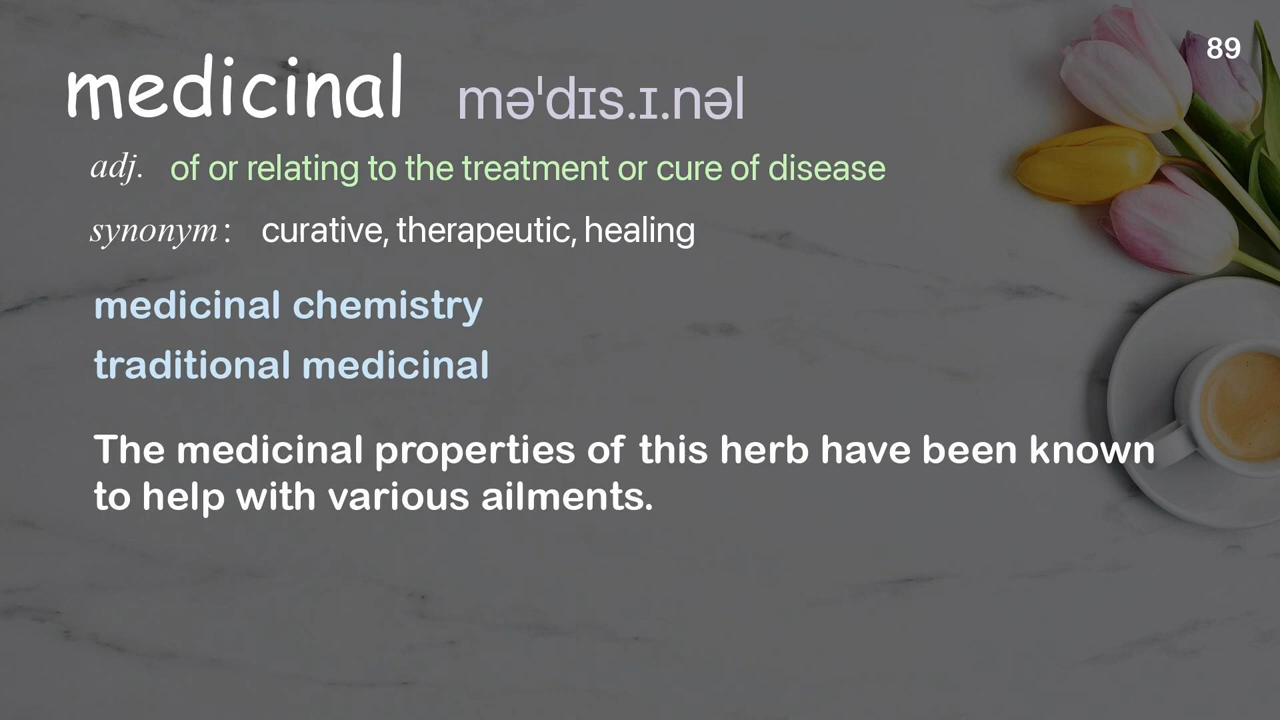 89
medicinal məˈdɪs.ɪ.nəl
adj. of or relating to the treatment or cure of disease
synonym : curative, therapeutic, healing
medicinal chemistry
traditional medicinal
The medicinal properties of this herb have been known
to help with various ailments.